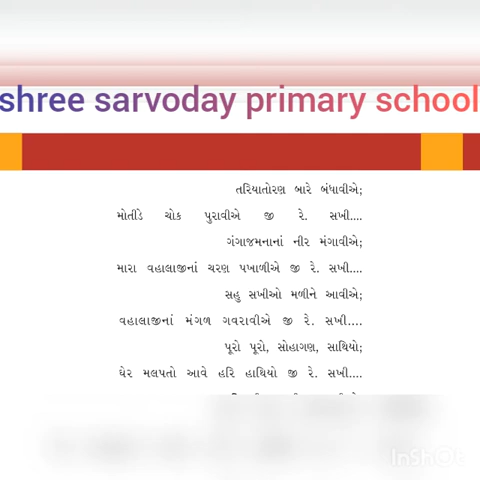 shree sarvoday primary school
તરિયાતોરણ બારે બંધાવીએ;
મોતીંડે ચોક પુરાવીએ જી રે. સખી....
ગંગાજમનાનાં નીર મંગાવીએ;
મારા વહાલાજીનાં ચરણ પખાળીએ જી રે. સખી....
સહુ સખીઓ મળીને આવીએ;
વહાલાજીનાં મંગળ ગવરાવીએ જી રે. સખી....
પૂરો પૂરો, સોહાગણ, સાથિયો;
ઘેર મલપતો આવે હરિ હાથિયો જી રે. સખી....
InShOt